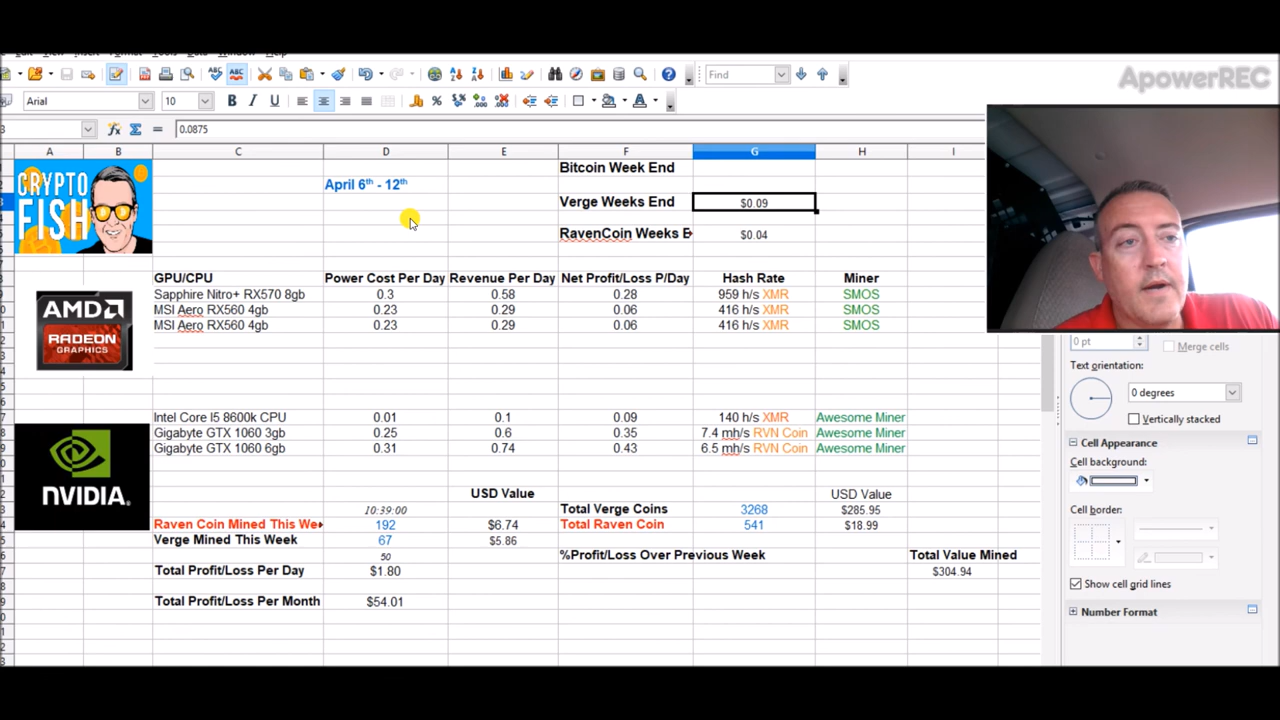 ApowerREC
Edit View Insert Format Tools Data Window Help
Find
Arial 10
0.0875
A B C D E F G H I
CRYPTO FISH
Bitcoin Week End
April 6th - 12th
Verge Weeks End $0.09
RavenCoin Weeks E $0.04
GPU/CPU Power Cost Per Day Revenue Per Day Net Profit/Loss P/Day Hash Rate Miner
Sapphire Nitro+ RX570 8gb 0.3 0.58 0.28 959 h/s XMR SMOS
MSI Aero RX560 4gb 0.23 0.29 0.06 416 h/s XMR SMOS
MSI Aero RX560 4gb 0.23 0.29 0.06 416 h/s XMR SMOS
AMD
RADEON
GRAPHICS
0 pt Merge cells
Text orientation:
0 degrees
Vertically stacked
Intel Core I5 8600k CPU 0.01 0.1 0.09 140 h/s XMR Awesome Miner
Gigabyte GTX 1060 3gb 0.25 0.6 0.35 7.4 mh/s RVN Coin Awesome Miner
Gigabyte GTX 1060 6gb 0.31 0.74 0.43 6.5 mh/s RVN Coin Awesome Miner
NVIDIA.
Cell Appearance
Cell background:
Cell border:
Show cell grid lines
Number Format
USD Value USD Value
10:39:00 Total Verge Coins 3268 $285.95
Raven Coin Mined This We 192 $6.74 Total Raven Coin 541 $18.99
Verge Mined This Week 67 $5.86
50 %Profit/Loss Over Previous Week Total Value Mined
Total Profit/Loss Per Day $1.80 $304.94
Total Profit/Loss Per Month $54.01